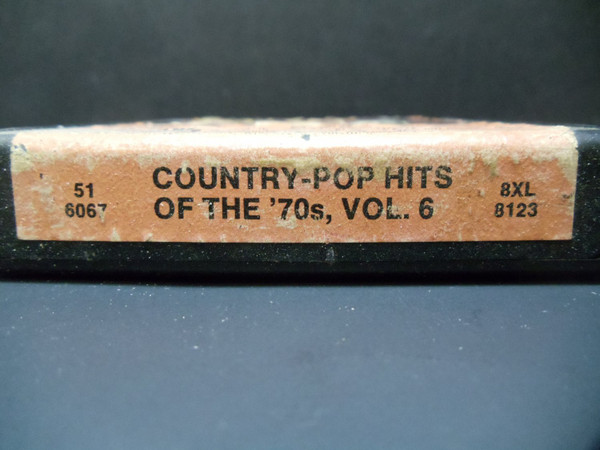 51
6067
COUNTRY-POP HITS
OF THE '70s, VOL. 6
8XL
8123